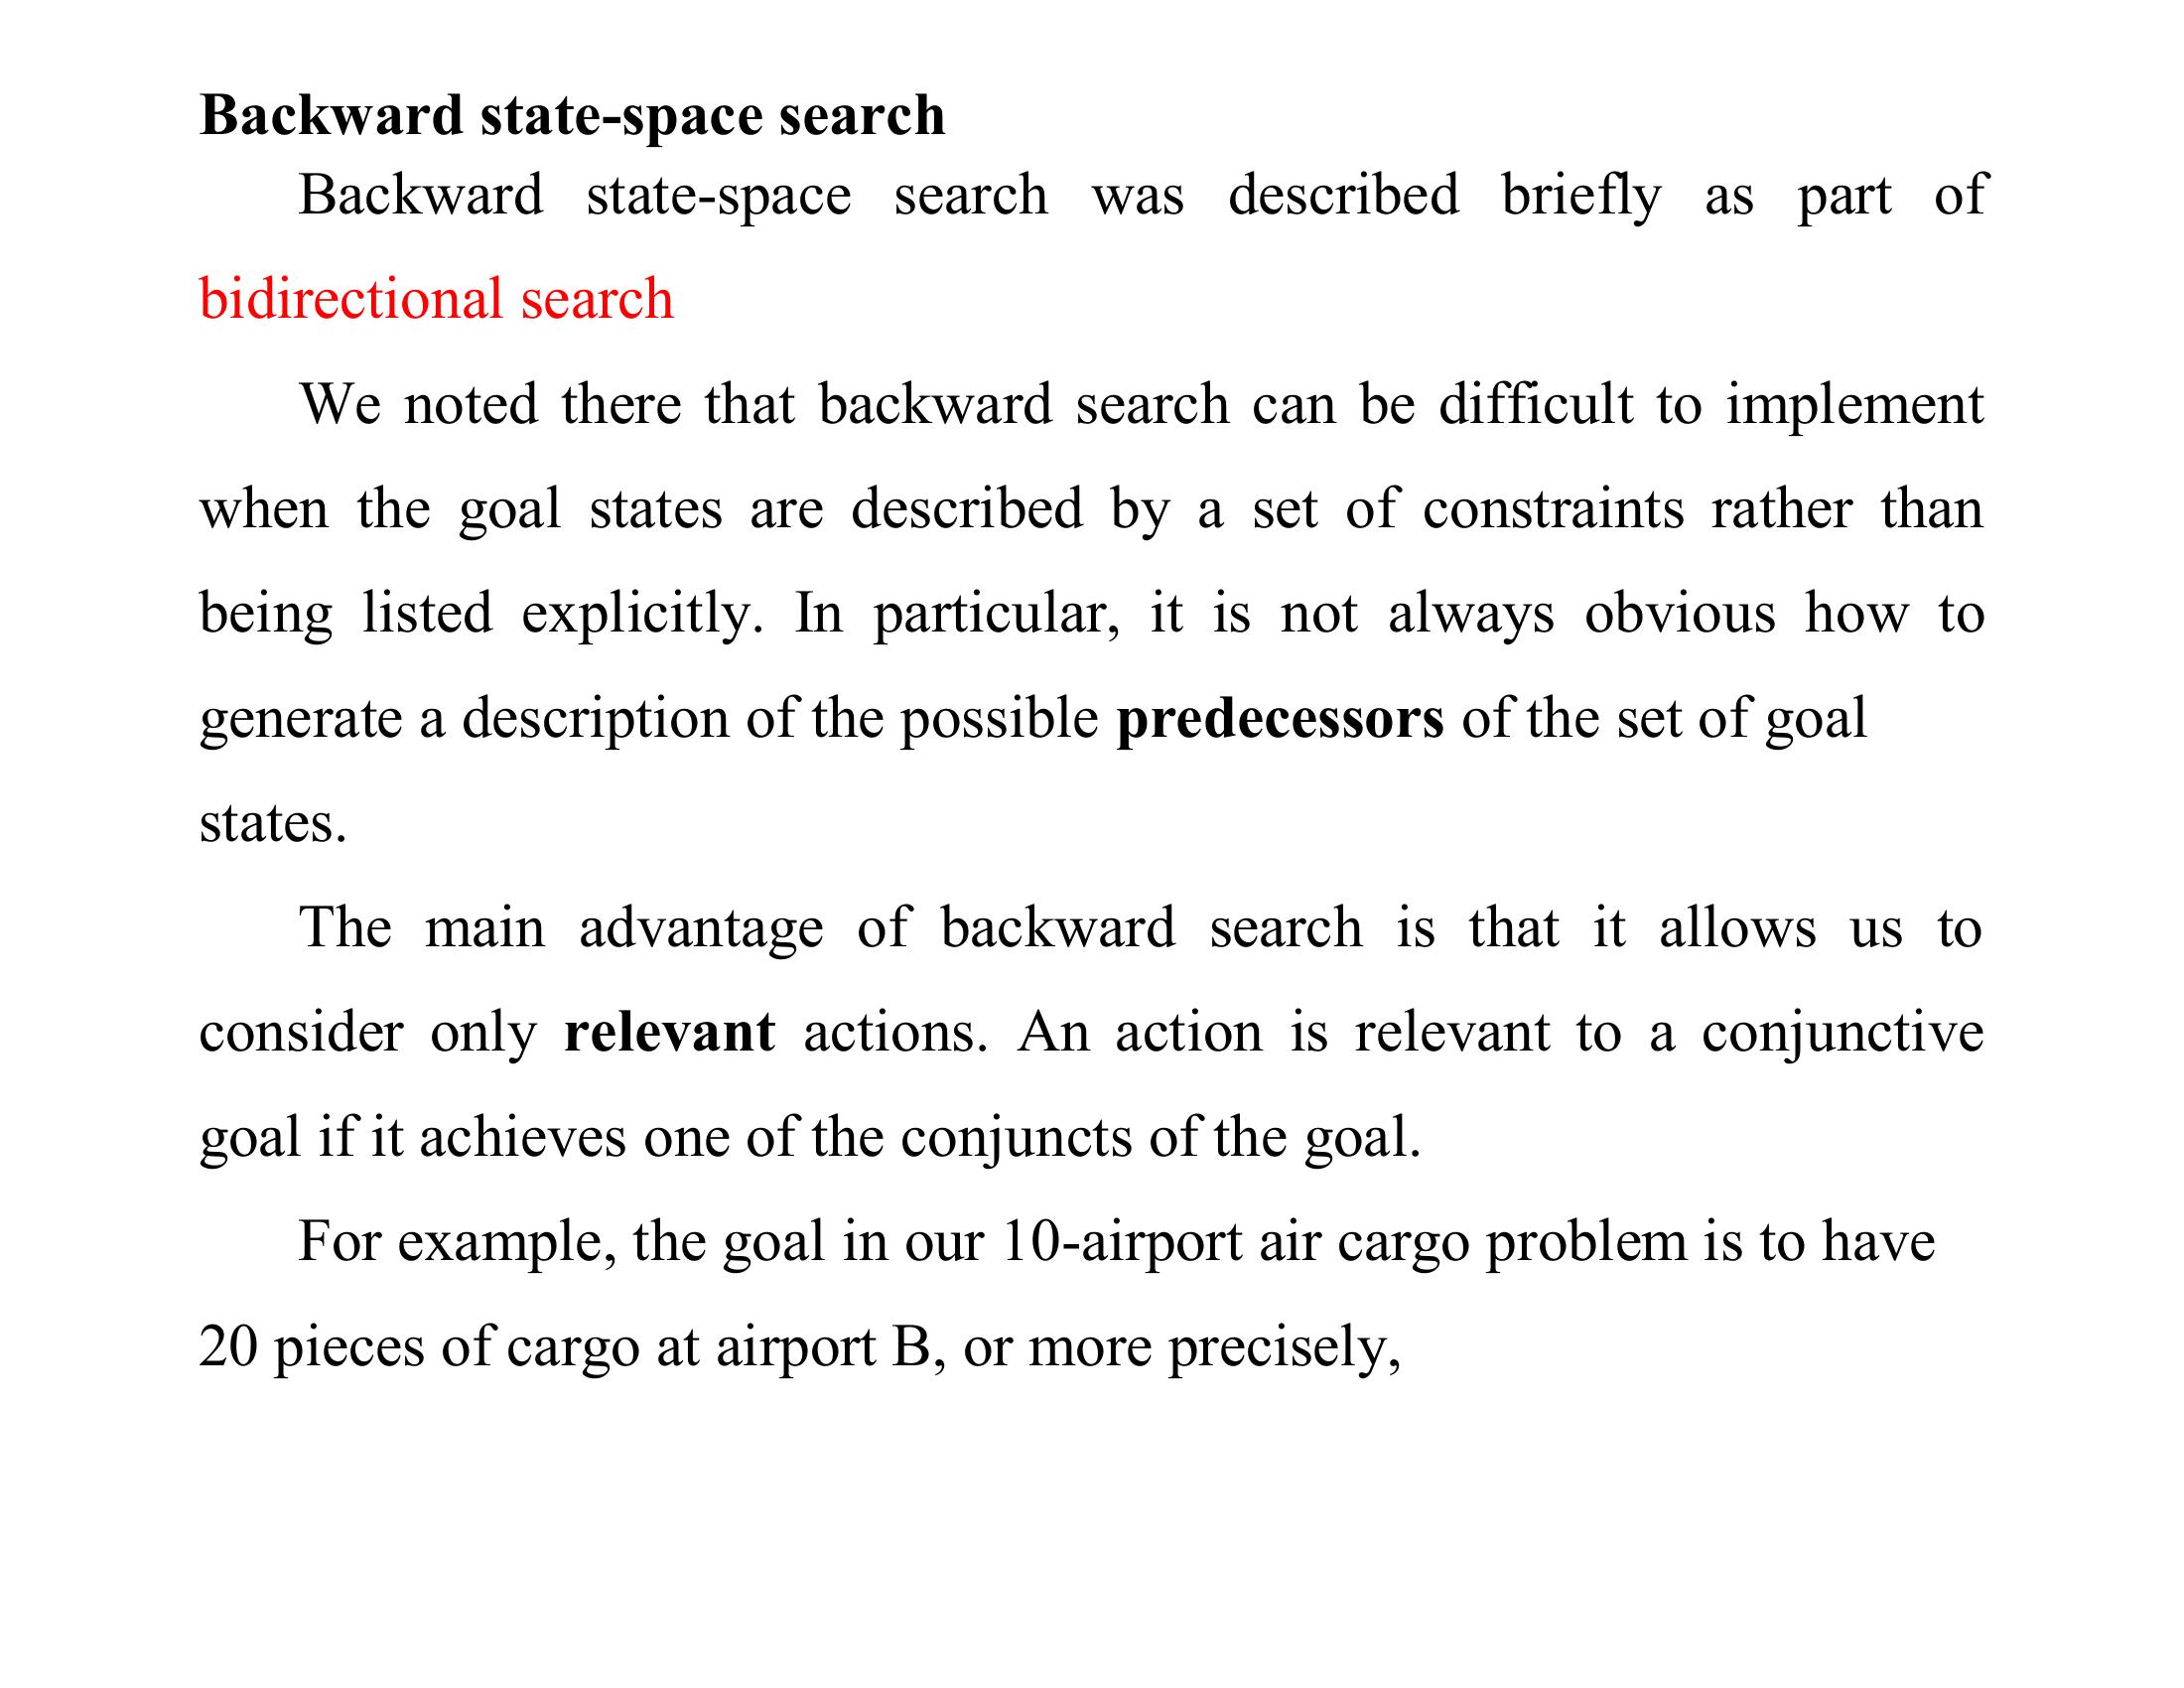 Backward state-space search
Backward state-space search was described briefly as part of
bidirectional search
We noted there that backward search can be difficult to implement
when the goal states are described by a set of constraints rather than
being listed explicitly. In particular, it is not always obvious how to
generate a description of the possible predecessors of the set of goal
states.
The main advantage of backward search is that it allows us to
consider only relevant actions. An action is relevant to a conjunctive
goal if it achieves one of the conjuncts of the goal.
For example, the goal in our 10-airport air cargo problem is to have
20 pieces of cargo at airport B, or more precisely,